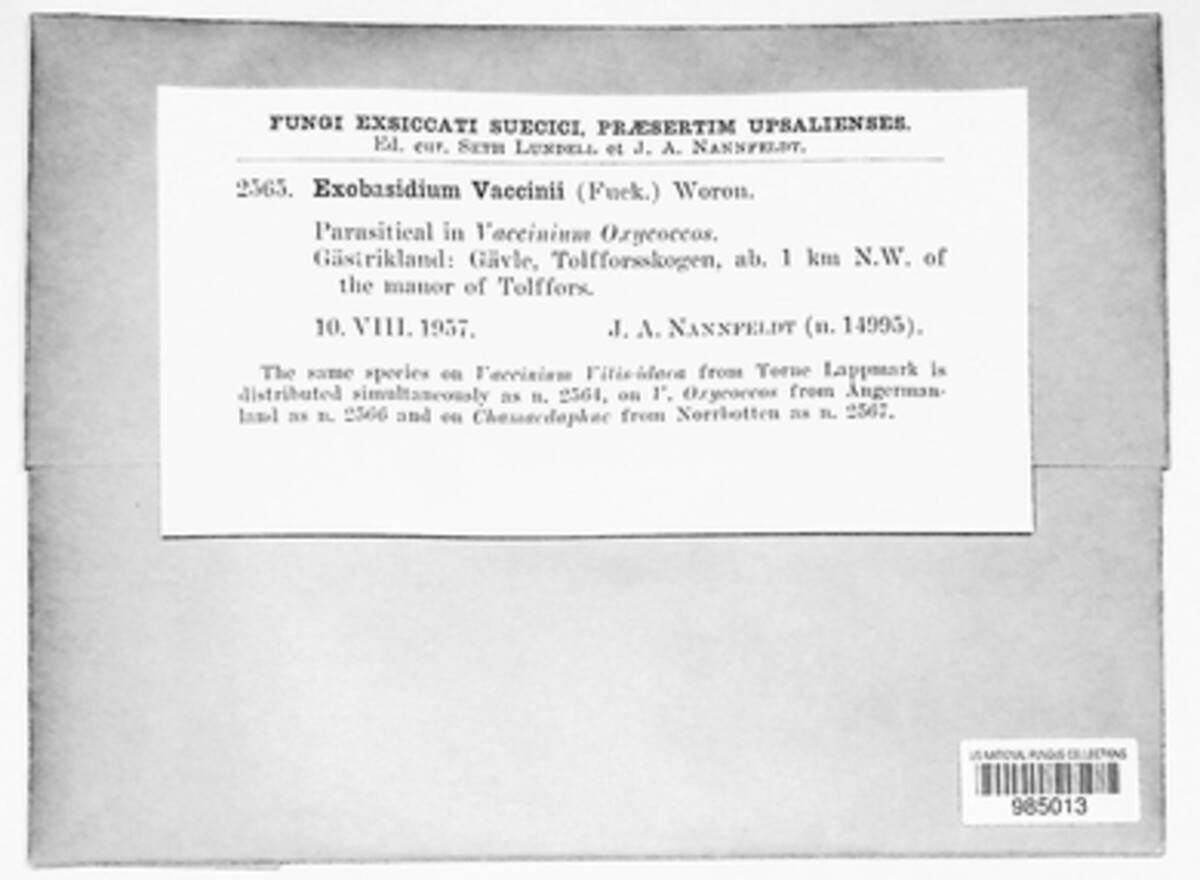 FUNGI EXSICCATI SUECICI, PRÆSERTIM UPSALIENSES.
Ed. cur. SETH LUNDELL et J. A. NANNFELDT.
2565. Exobasidium Vaccinii (Fuck.) Woron.
Parasitical in Vaccinium Oxycoccos.
Gästrikland: Gävle, Tolfforsskogen, ab. 1 km N.W. of
the manor of Tolffors.
10. VIII. 1957. J. A. NANNFELDT (n. 14995).
The same species on Vaccinium Vitis-idaea from Torne Lappmark is
distributed simultaneously as n. 2564, on V. Oxycoccos from Ångerman-
land as n. 2566 and on Chamaedaphne from Norrbotten as n. 2567.
US NATIONAL FUNGUS COLLECTIONS
985013